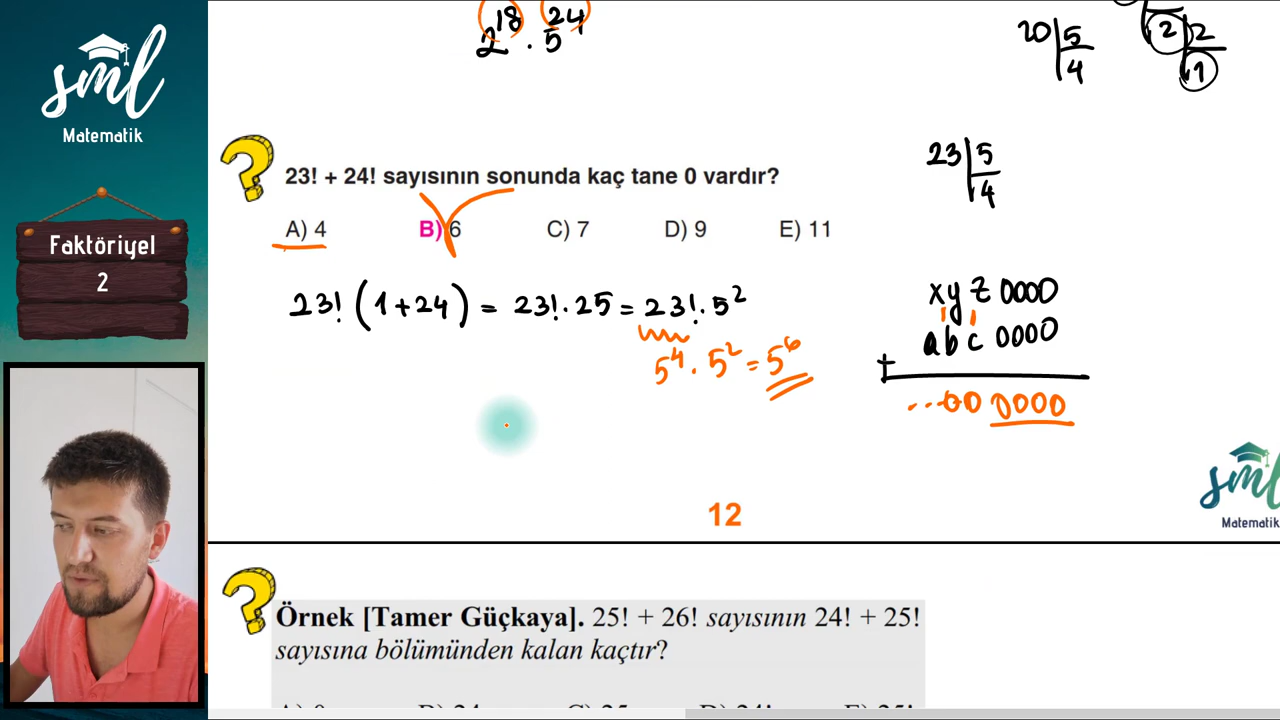 2^18 . 5^24
20 | 5
4
2 | 2
1
sml
Matematik
23! + 24! sayısının sonunda kaç tane 0 vardır?
23 | 5
4
A) 4 B) 6 C) 7 D) 9 E) 11
Faktöriyel
2
23! (1+24) = 23!.25 = 23!.5^2
5^4 . 5^2 = 5^6
xyz0000
abc0000
+
...000000
sml
Matematik
12
Örnek [Tamer Güçkaya]. 25! + 26! sayısının 24! + 25!
sayısına bölümünden kalan kaçtır?